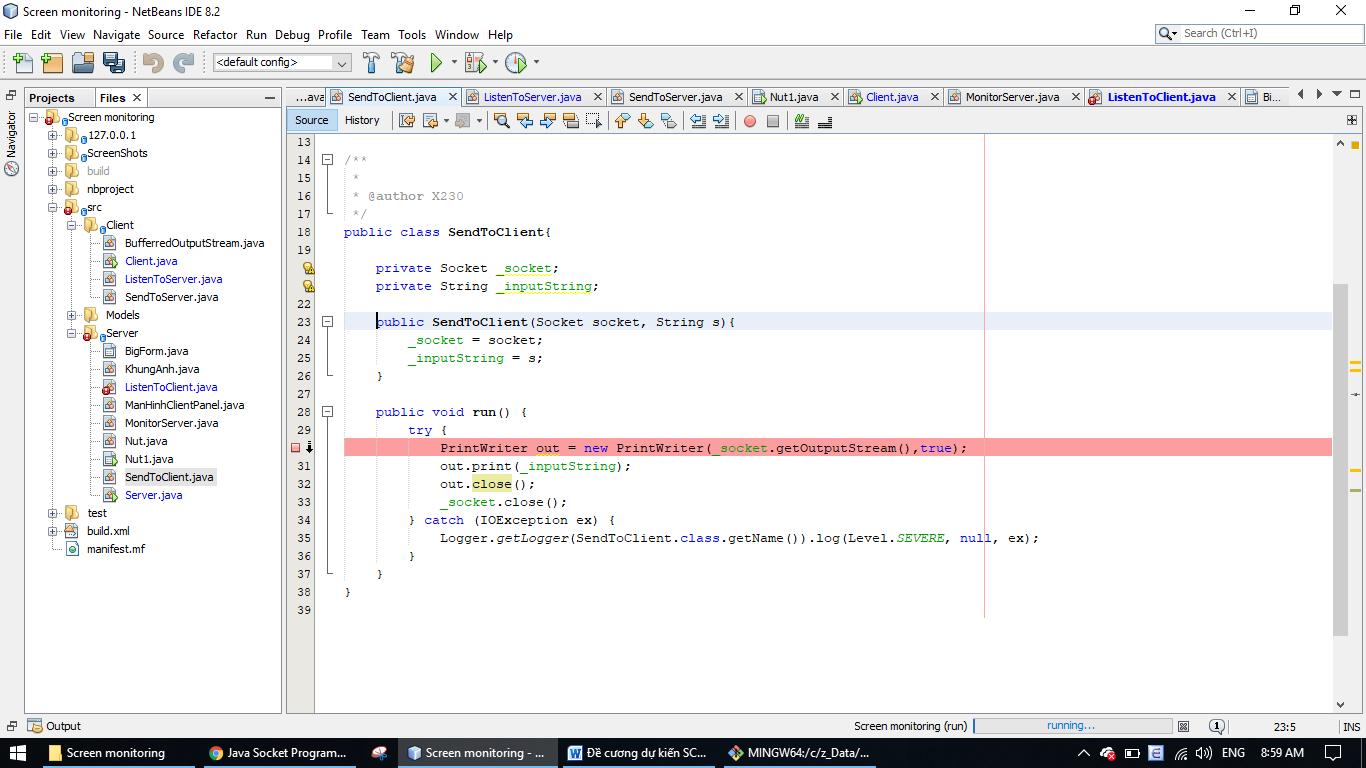 Screen monitoring - NetBeans IDE 8.2
File Edit View Navigate Source Refactor Run Debug Profile Team Tools Window Help
Search (Ctrl+I)
<default config>
Projects Files
Navigator
...ava SendToClient.java ListenToServer.java SendToServer.java Nut1.java Client.java MonitorServer.java ListenToClient.java Bi...
Source History
Screen monitoring
127.0.0.1
ScreenShots
build
nbproject
src
Client
BufferredOutputStream.java
Client.java
ListenToServer.java
SendToServer.java
Models
Server
BigForm.java
KhungAnh.java
ListenToClient.java
ManHinhClientPanel.java
MonitorServer.java
Nut.java
Nut1.java
SendToClient.java
Server.java
test
build.xml
manifest.mf
13
14 /**
15 *
16 * @author X230
17 */
18 public class SendToClient{
19
private Socket _socket;
private String _inputString;
22
23 public SendToClient(Socket socket, String s){
24 _socket = socket;
25 _inputString = s;
26 }
27
28 public void run() {
29 try {
PrintWriter out = new PrintWriter(_socket.getOutputStream(),true);
31 out.print(_inputString);
32 out.close();
33 _socket.close();
34 } catch (IOException ex) {
35 Logger.getLogger(SendToClient.class.getName()).log(Level.SEVERE, null, ex);
36 }
37 }
38 }
39
Output
Screen monitoring (run) running... 1 23:5 INS
Screen monitoring
Java Socket Program...
Screen monitoring - ...
Đề cương dự kiến SC...
MINGW64:/c/z_Data/...
ENG 8:59 AM